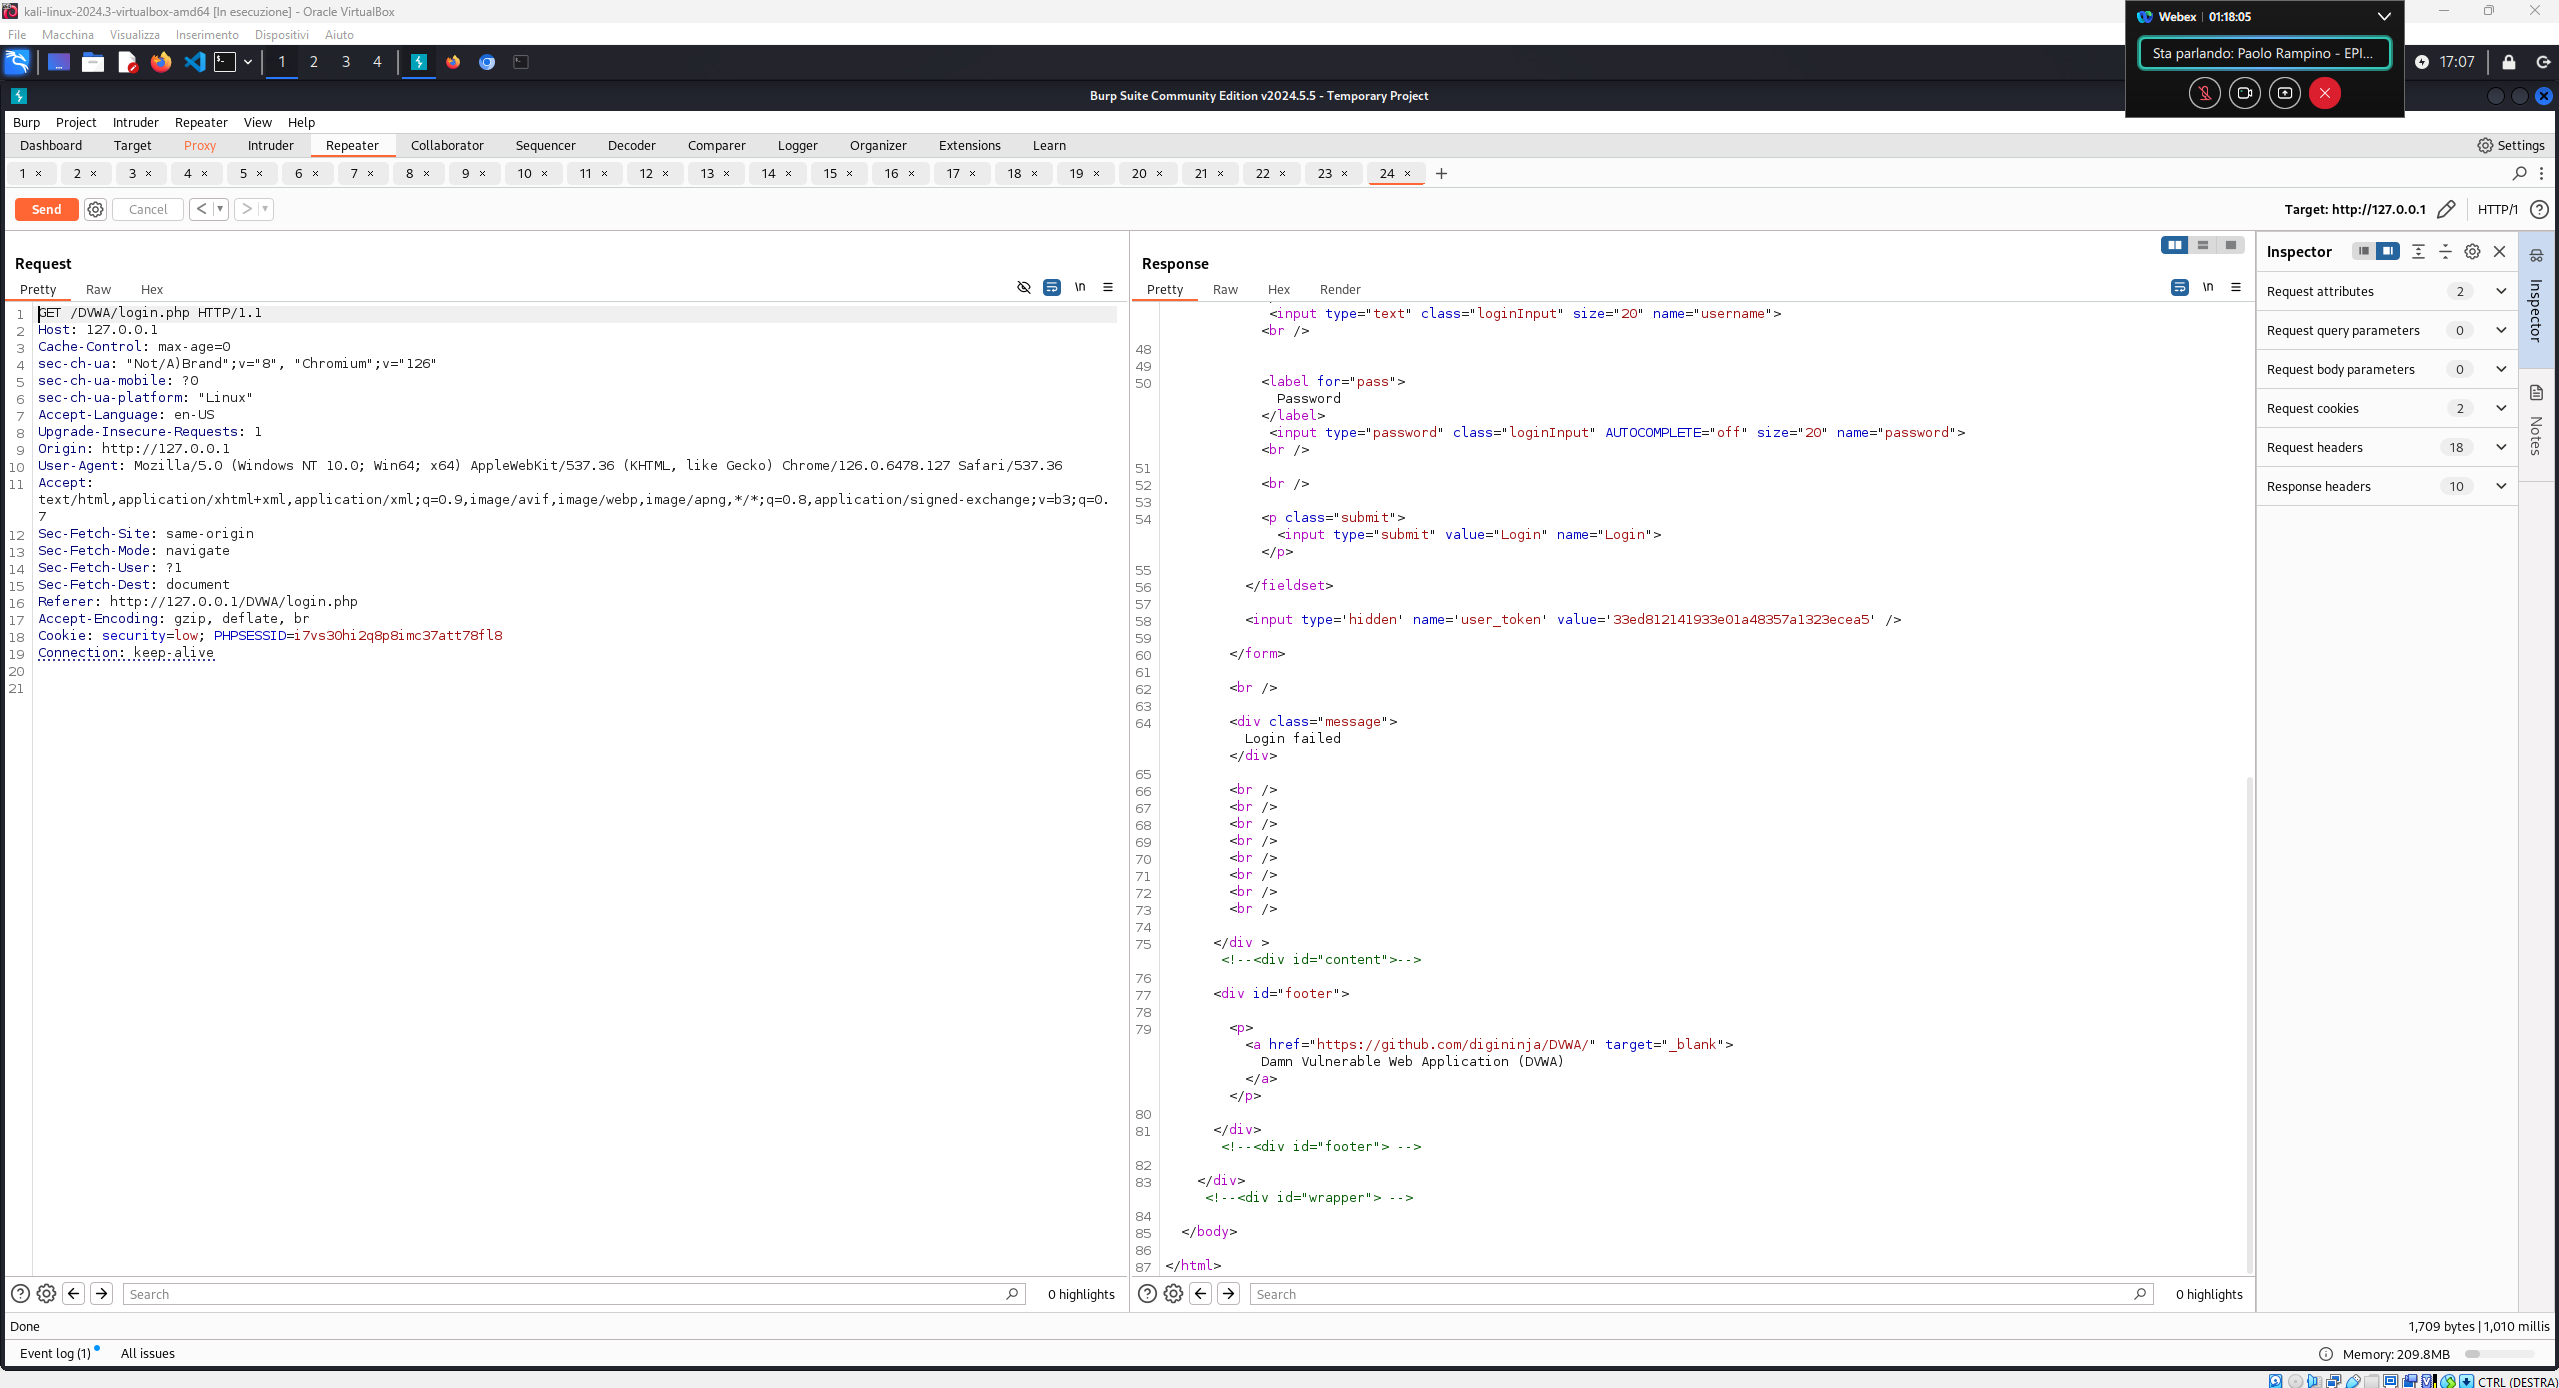 kali-linux-2024.3-virtualbox-amd64 [In esecuzione] - Oracle VirtualBox
File Macchina Visualizza Inserimento Dispositivi Aiuto
Webex | 01:18:05
Sta parlando: Paolo Rampino - EPI...
1 2 3 4
17:07
Burp Suite Community Edition v2024.5.5 - Temporary Project
Burp Project Intruder Repeater View Help
Dashboard Target Proxy Intruder Repeater Collaborator Sequencer Decoder Comparer Logger Organizer Extensions Learn Settings
1 × 2 × 3 × 4 × 5 × 6 × 7 × 8 × 9 × 10 × 11 × 12 × 13 × 14 × 15 × 16 × 17 × 18 × 19 × 20 × 21 × 22 × 23 × 24 × +
Send Cancel < > Target: http://127.0.0.1 HTTP/1
Request
Pretty Raw Hex \n
1 GET /DVWA/login.php HTTP/1.1
2 Host: 127.0.0.1
3 Cache-Control: max-age=0
4 sec-ch-ua: "Not/A)Brand";v="8", "Chromium";v="126"
5 sec-ch-ua-mobile: ?0
6 sec-ch-ua-platform: "Linux"
7 Accept-Language: en-US
8 Upgrade-Insecure-Requests: 1
9 Origin: http://127.0.0.1
10 User-Agent: Mozilla/5.0 (Windows NT 10.0; Win64; x64) AppleWebKit/537.36 (KHTML, like Gecko) Chrome/126.0.6478.127 Safari/537.36
11 Accept:
text/html,application/xhtml+xml,application/xml;q=0.9,image/avif,image/webp,image/apng,*/*;q=0.8,application/signed-exchange;v=b3;q=0.
7
12 Sec-Fetch-Site: same-origin
13 Sec-Fetch-Mode: navigate
14 Sec-Fetch-User: ?1
15 Sec-Fetch-Dest: document
16 Referer: http://127.0.0.1/DVWA/login.php
17 Accept-Encoding: gzip, deflate, br
18 Cookie: security=low; PHPSESSID=i7vs30hi2q8p8imc37att78fl8
19 Connection: keep-alive
20
21
Search 0 highlights
Response
Pretty Raw Hex Render \n
<input type="text" class="loginInput" size="20" name="username">
<br />
48
49
50 <label for="pass">
Password
</label>
<input type="password" class="loginInput" AUTOCOMPLETE="off" size="20" name="password">
<br />
51
52 <br />
53
54 <p class="submit">
<input type="submit" value="Login" name="Login">
</p>
55
56 </fieldset>
57
58 <input type='hidden' name='user_token' value='33ed812141933e01a48357a1323ecea5' />
59
60 </form>
61
62 <br />
63
64 <div class="message">
Login failed
</div>
65
66 <br />
67 <br />
68 <br />
69 <br />
70 <br />
71 <br />
72 <br />
73 <br />
74
75 </div >
<!--<div id="content">-->
76
77 <div id="footer">
78
79 <p>
<a href="https://github.com/digininja/DVWA/" target="_blank">
Damn Vulnerable Web Application (DVWA)
</a>
</p>
80
81 </div>
<!--<div id="footer"> -->
82
83 </div>
<!--<div id="wrapper"> -->
84
85 </body>
86
87 </html>
Search 0 highlights
Inspector
Request attributes 2
Request query parameters 0
Request body parameters 0
Request cookies 2
Request headers 18
Response headers 10
Inspector
Notes
Done 1,709 bytes | 1,010 millis
Event log (1) All issues Memory: 209.8MB
CTRL (DESTRA)